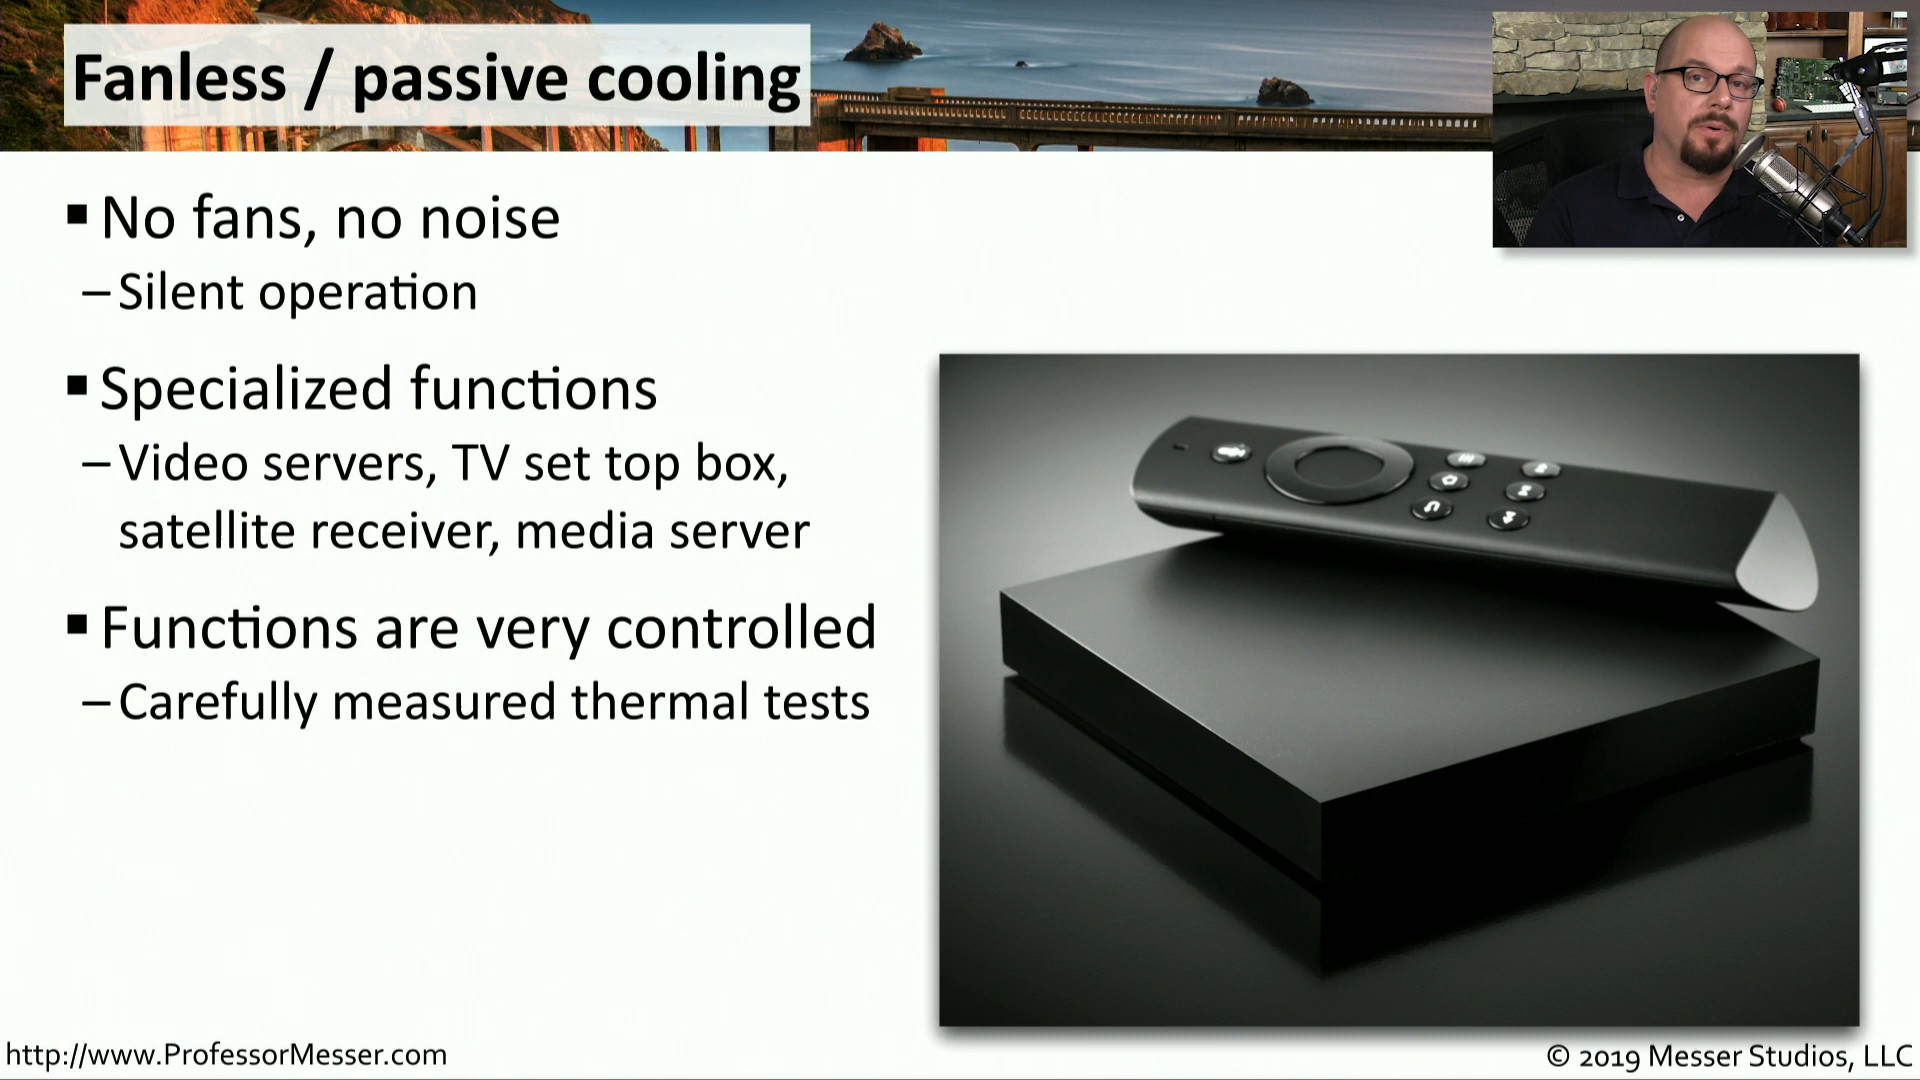 Fanless / passive cooling
▪ No fans, no noise
– Silent operation
▪ Specialized functions
– Video servers, TV set top box,
satellite receiver, media server
▪ Functions are very controlled
– Carefully measured thermal tests
http://www.ProfessorMesser.com
© 2019 Messer Studios, LLC